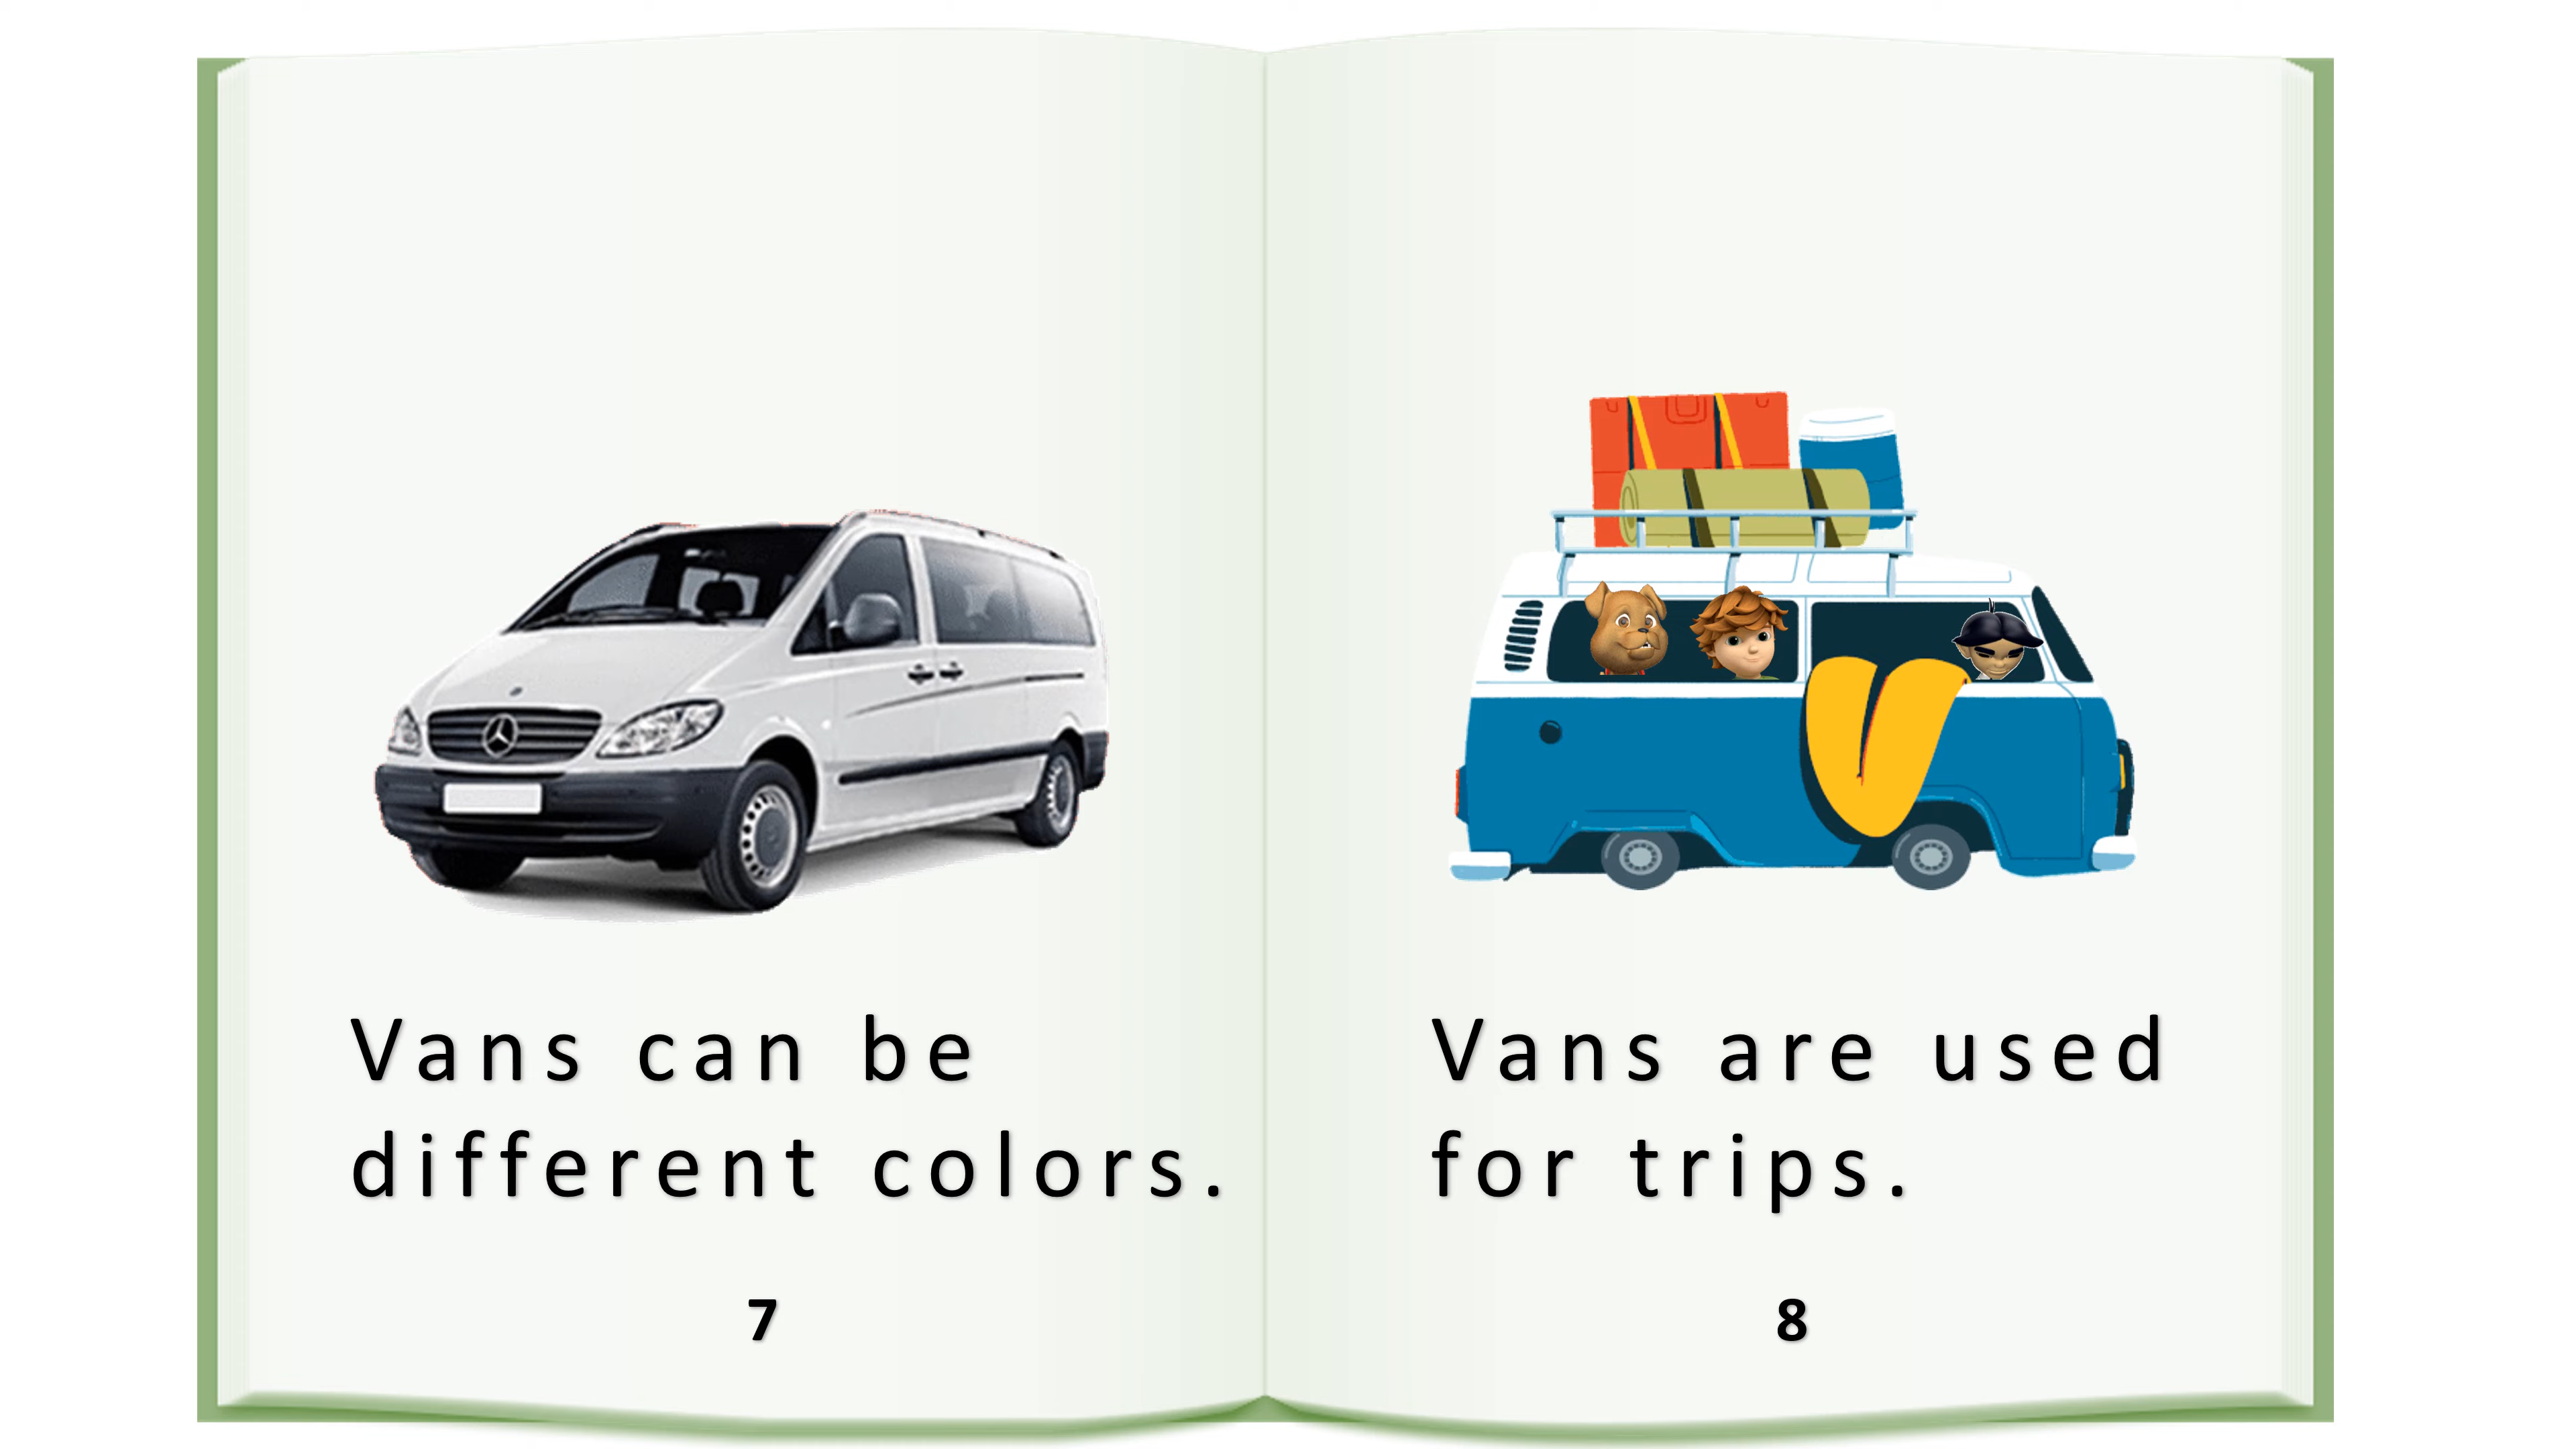 Vans can be
different colors.
7
Vans are used
for trips.
8